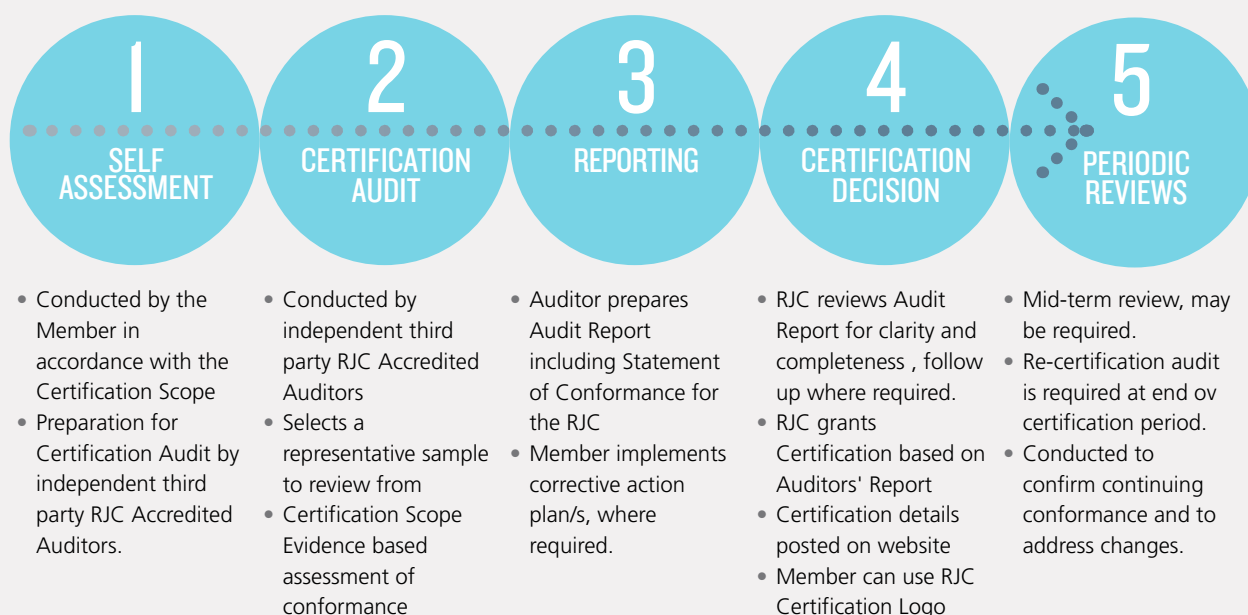 1
SELF
ASSESSMENT
• Conducted by the
Member in
accordance with the
Certification Scope
• Preparation for
Certification Audit by
independent third
party RJC Accredited
Auditors.
2
CERTIFICATION
AUDIT
• Conducted by
independent third
party RJC Accredited
Auditors
• Selects a
representative sample
to review from
• Certification Scope
Evidence based
assessment of
conformance
3
REPORTING
• Auditor prepares
Audit Report
including Statement
of Conformance for
the RJC
• Member implements
corrective action
plan/s, where
required.
4
CERTIFICATION
DECISION
• RJC reviews Audit
Report for clarity and
completeness , follow
up where required.
• RJC grants
Certification based on
Auditors' Report
• Certification details
posted on website
• Member can use RJC
Certification Logo
5
PERIODIC
REVIEWS
• Mid-term review, may
be required.
• Re-certification audit
is required at end ov
certification period.
• Conducted to
confirm continuing
conformance and to
address changes.